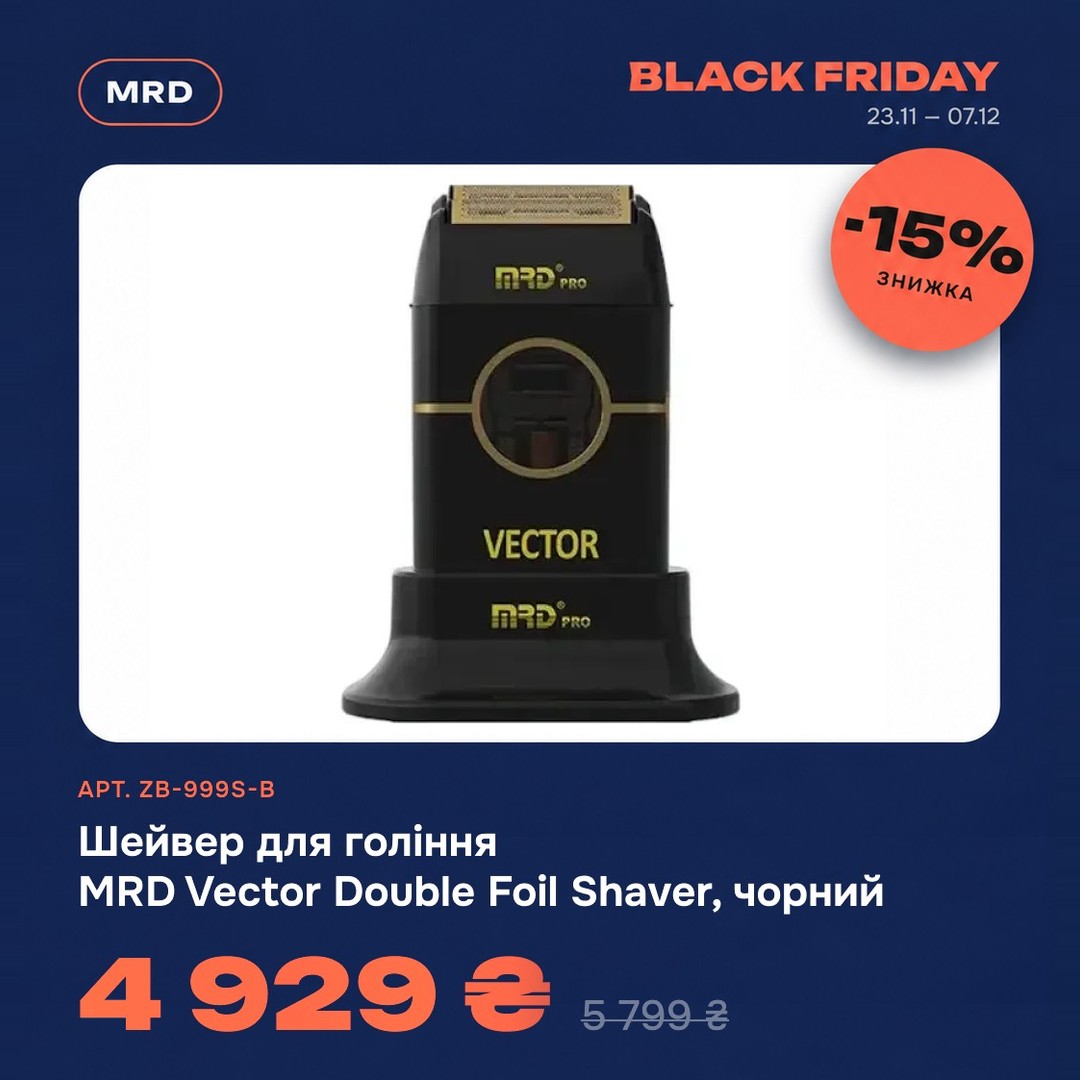 MRD
BLACK FRIDAY
23.11 – 07.12
-15%
ЗНИЖКА
MRD® PRO
VECTOR
MRD® PRO
АРТ. ZB-999S-B
Шейвер для гоління
MRD Vector Double Foil Shaver, чорний
4 929 ₴
5 799 ₴